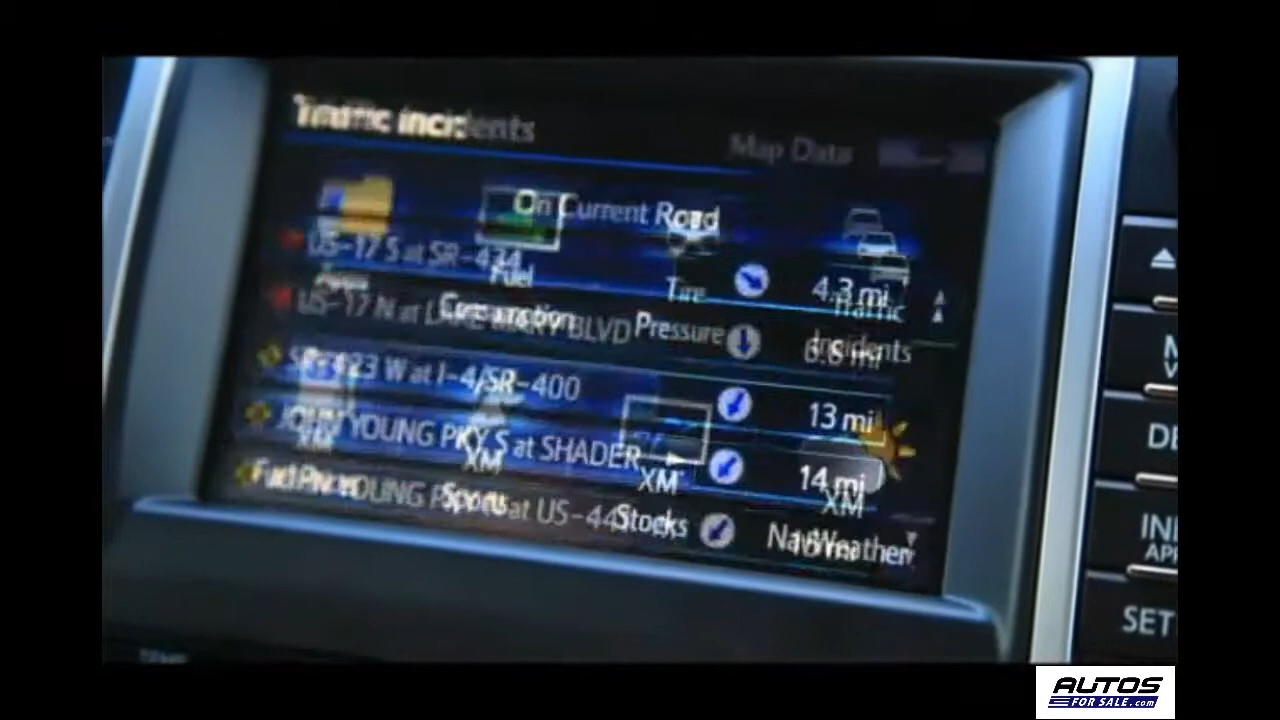 Traffic Incidents
Map Data
On Current Road
US-17 S at SR-434
4.3 mi
US-17 N at LAKE MARY BLVD
6.8 mi
SR-423 W at I-4/SR-400
13 mi
JOHN YOUNG PKY S at SHADER
14 mi
YOUNG
at US-44
Apps
Fuel
Consumption
Tire
Pressure
Traffic
Incidents
XM
Fuel Prices
XM
Sports
XM
Stocks
XM
NavWeather
DE
SET
AUTOS
FOR SALE.com